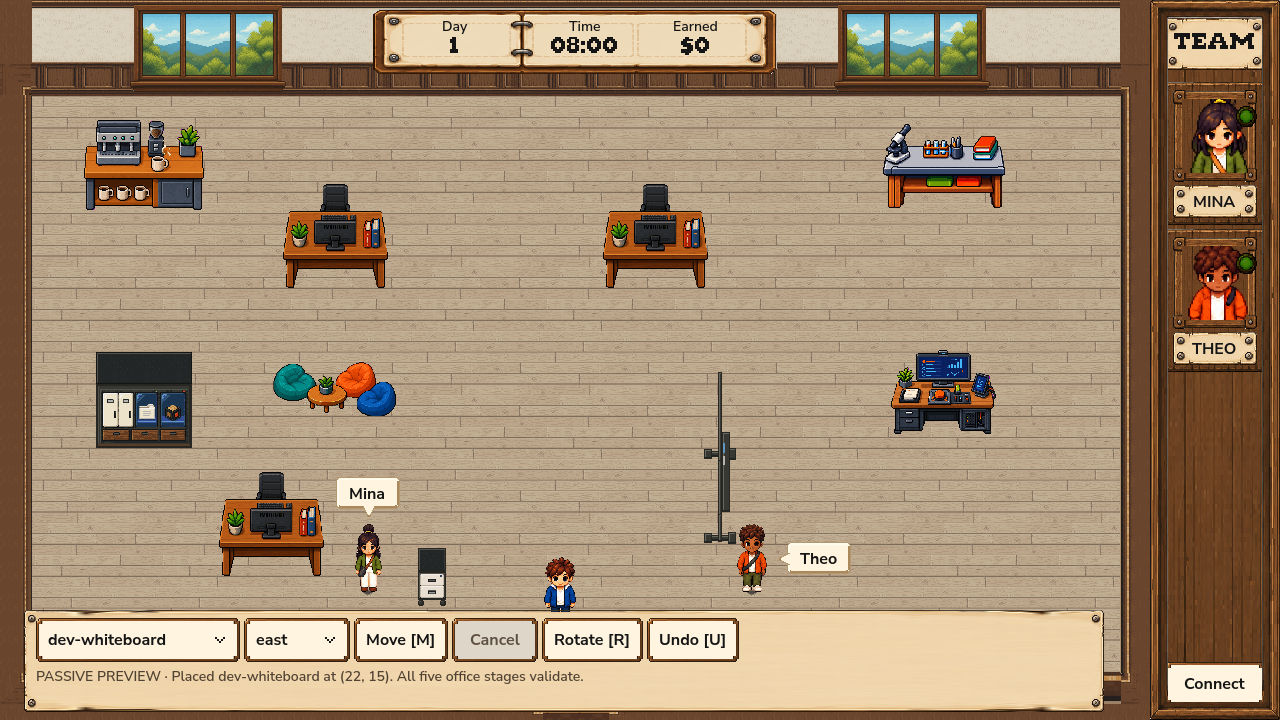 Day
1
Time
08:00
Earned
$0
TEAM
MINA
THEO
Mina
Theo
dev-whiteboard
east
Move [M]
Cancel
Rotate [R]
Undo [U]
PASSIVE PREVIEW · Placed dev-whiteboard at (22, 15). All five office stages validate.
Connect